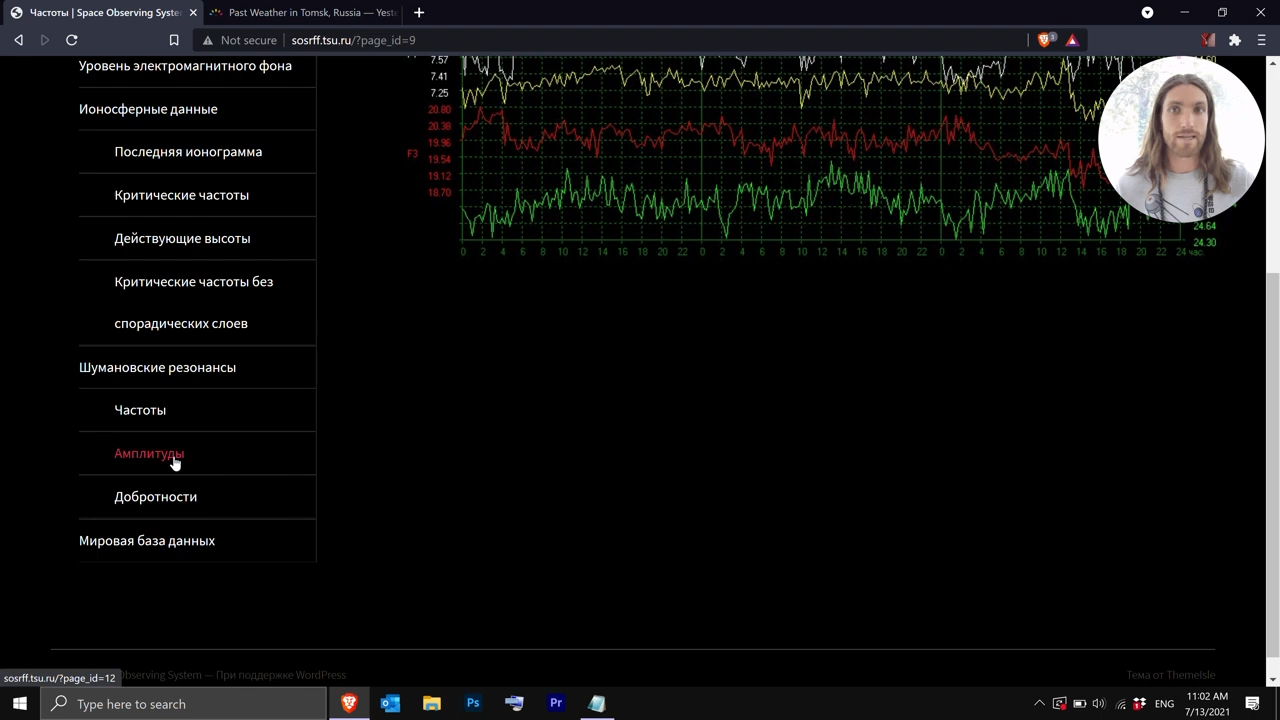 Частоты | Space Observing Syste
Past Weather in Tomsk, Russia — Yeste
Not secure
sosrff.tsu.ru/?page_id=9
Уровень электромагнитного фона
Ионосферные данные
Последняя ионограмма
Критические частоты
Действующие высоты
Критические частоты без
спорадических слоев
Шумановские резонансы
Частоты
Амплитуды
Добротности
Мировая база данных
7.57
7.41
7.25
20.80
20.38
F3 19.96
19.54
19.12
18.70
24.64
24.30
0 2 4 6 8 10 12 14 16 18 20 22 0 2 4 6 8 10 12 14 16 18 20 22 0 2 4 6 8 10 12 14 16 18 20 22 24 час.
sosrff.tsu.ru/?page_id=12
Observing System — При поддержке WordPress
Тема от ThemeIsle
Type here to search
ENG
11:02 AM
7/13/2021